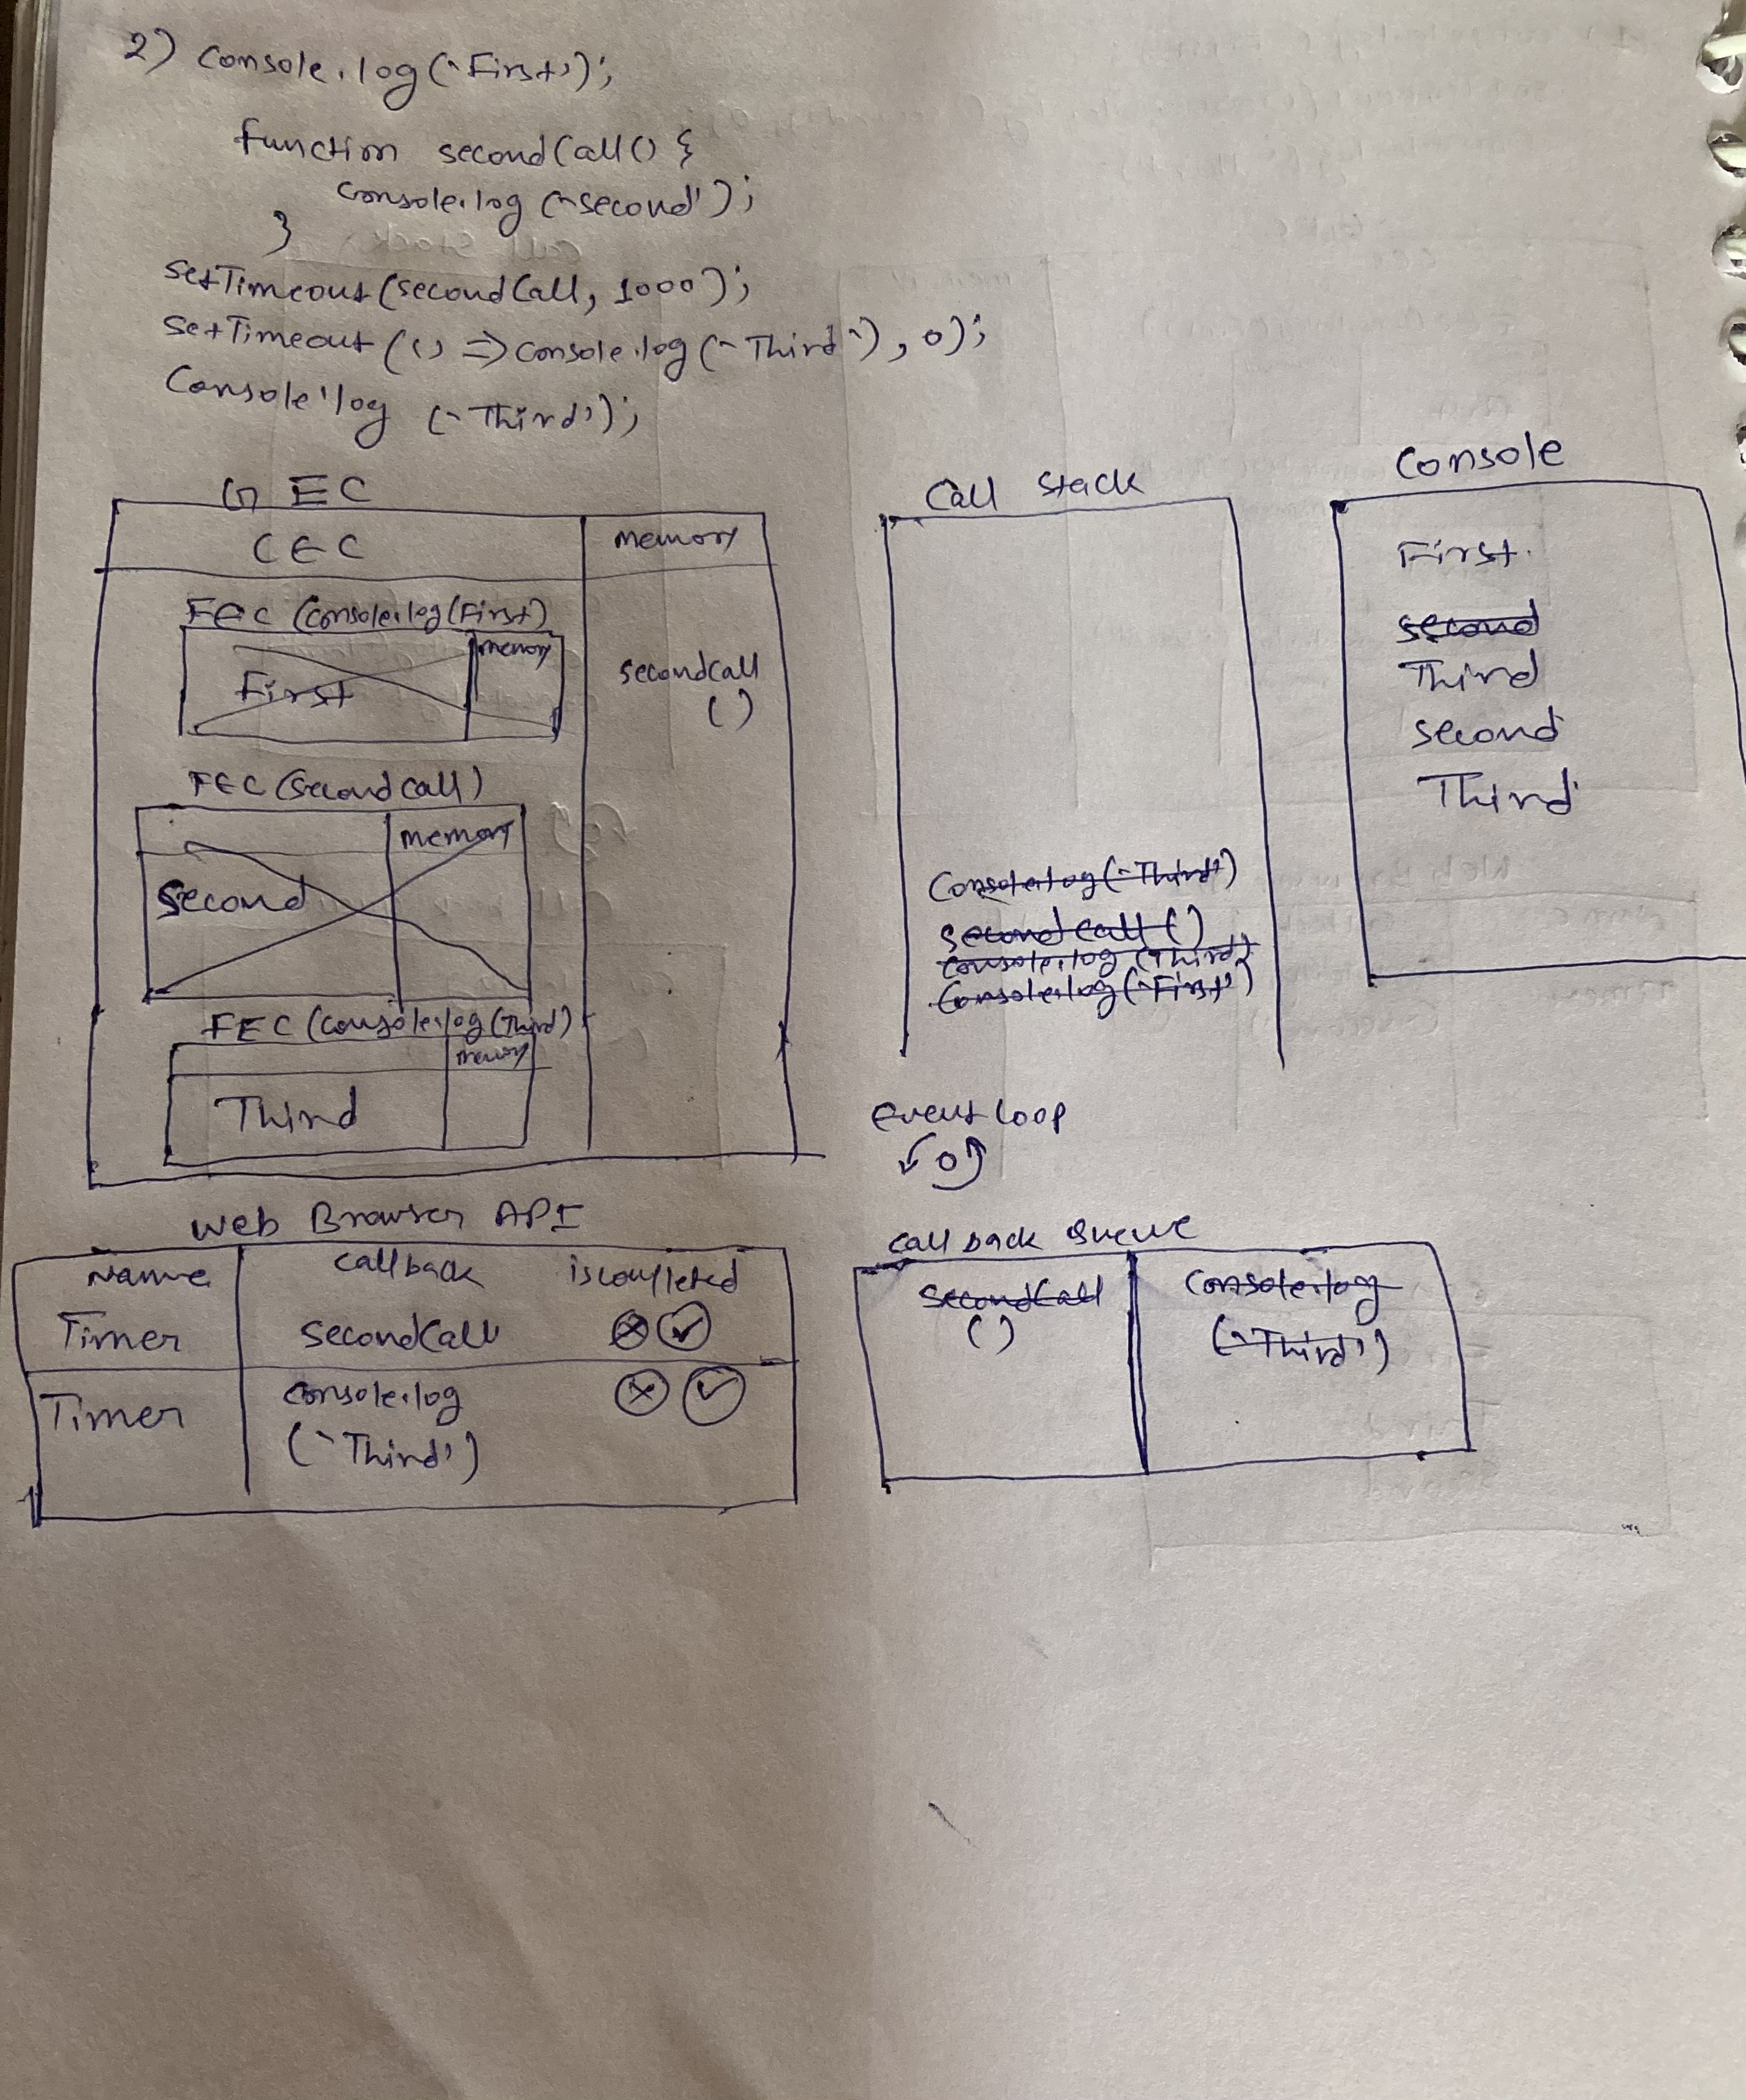 2) Console.log('First');
function secondCall() {
console.log('second');
}
setTimeout(secondCall, 1000);
setTimeout(() => console.log('Third'), 0);
Console.log('Third');
GEC
CEC
memory
FEC (console.log(First)
memory
First
secondcall
()
FEC (Second call)
memory
Second
FEC (console.log(Third)
memory
Third
Call Stack
Console.log('Third')
secondcall()
console.log(Third)
Console.log('First')
Console
First.
second
Third
second
Third
Event loop
Web Browser API
Name callback iscompleted
Timer secondCall
Timer console.log
('Third')
call back Queue
secondCall
()
Console.log
('Third')